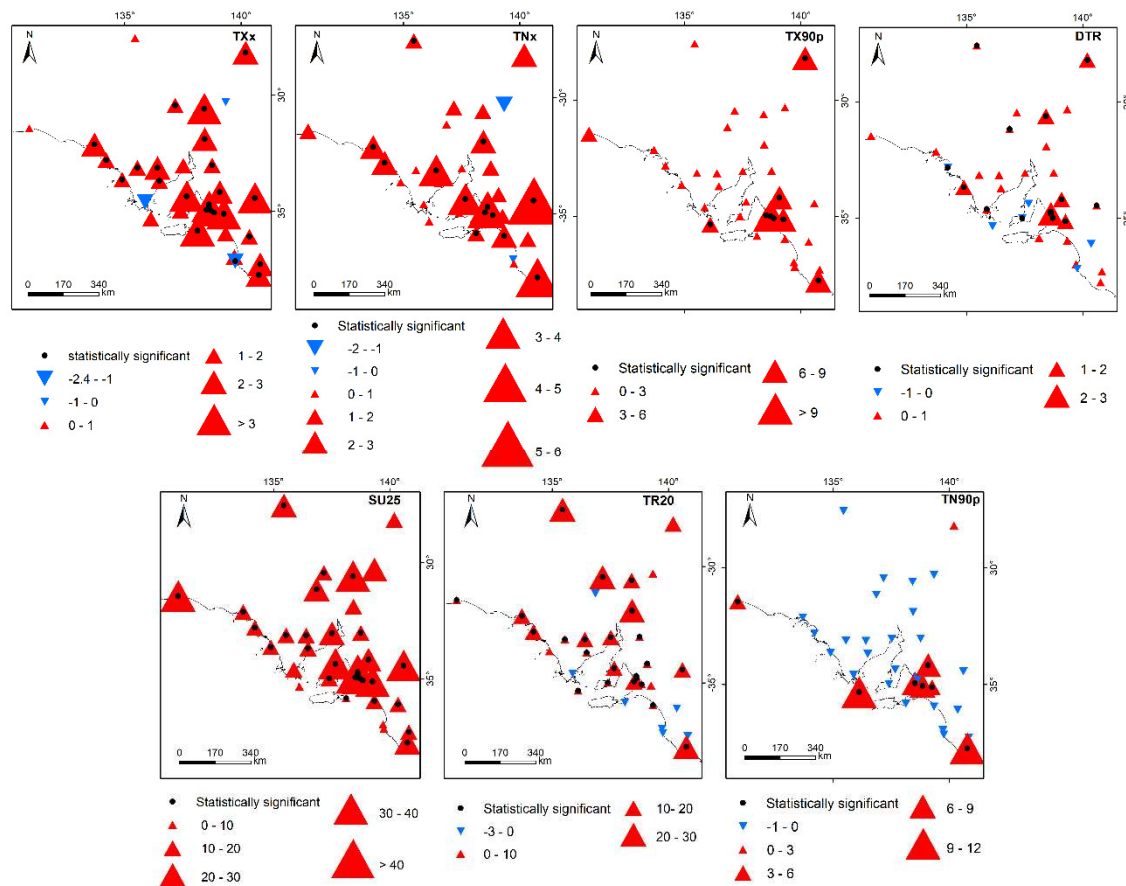 135° 140°
TXx
N
30°
35°
0 170 340
km
statistically significant
-2.4 - -1
-1 - 0
0 - 1
1 - 2
2 - 3
> 3
135° 140°
TNx
N
0 170 340
km
Statistically significant
-2 - -1
-1 - 0
0 - 1
1 - 2
2 - 3
3 - 4
4 - 5
5 - 6
TX90p
N
0 170 340
km
Statistically significant
0 - 3
3 - 6
6 - 9
> 9
135° 140°
DTR
N
30°
35°
0 170 340
km
Statistically significant
-1 - 0
0 - 1
1 - 2
2 - 3
135° 140°
SU25
N
30°
35°
0 170 340
km
Statistically significant
0 - 10
10 - 20
20 - 30
30 - 40
> 40
135° 140°
TR20
N
-30°
-35°
0 170 340
km
Statistically significant
-3 - 0
0 - 10
10 - 20
20 - 30
135° 140°
TN90p
N
30°
35°
0 170 340
km
Statistically significant
-1 - 0
0 - 3
3 - 6
6 - 9
9 - 12